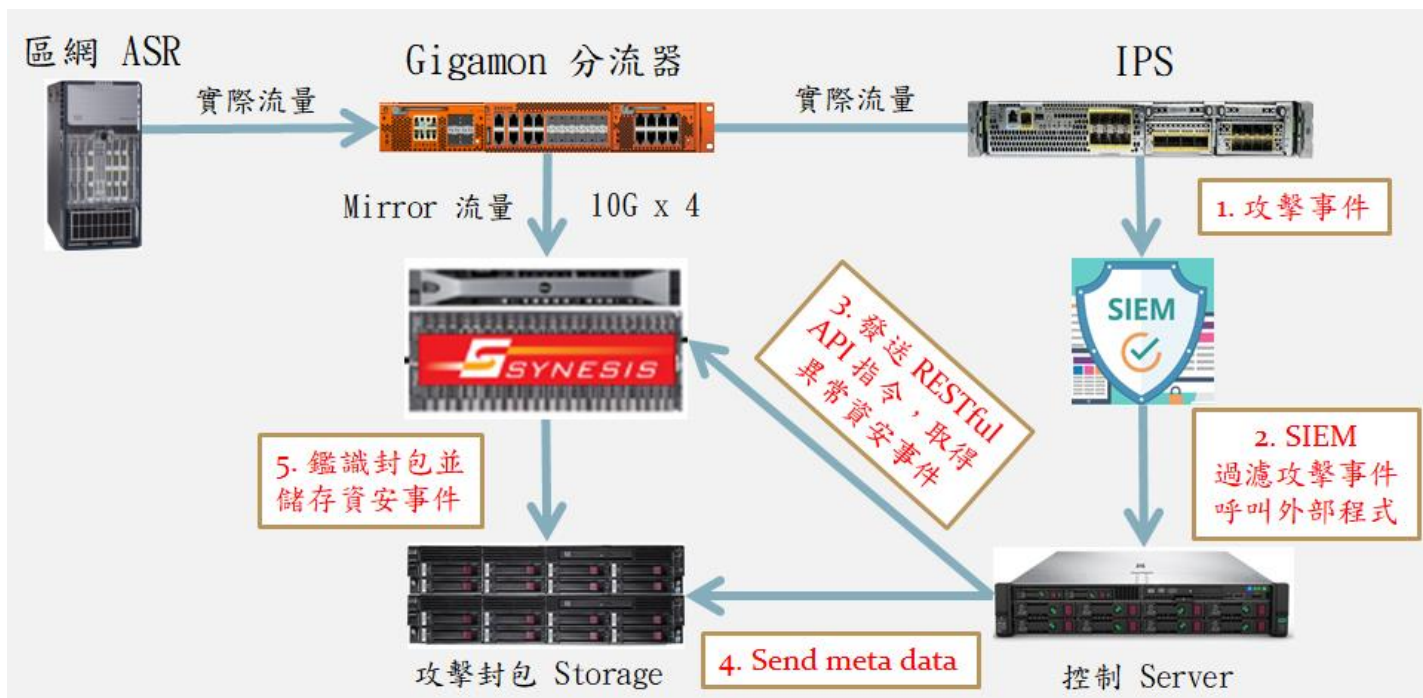 區網 ASR
Gigamon 分流器
IPS
實際流量
實際流量
Mirror 流量
10G x 4
1. 攻擊事件
SYNESIS
SIEM
3. 發送 RESTful
API 指令，取得
異常資安事件
2. SIEM
過濾攻擊事件
呼叫外部程式
5. 鑑識封包並
儲存資安事件
4. Send meta data
攻擊封包 Storage
控制 Server